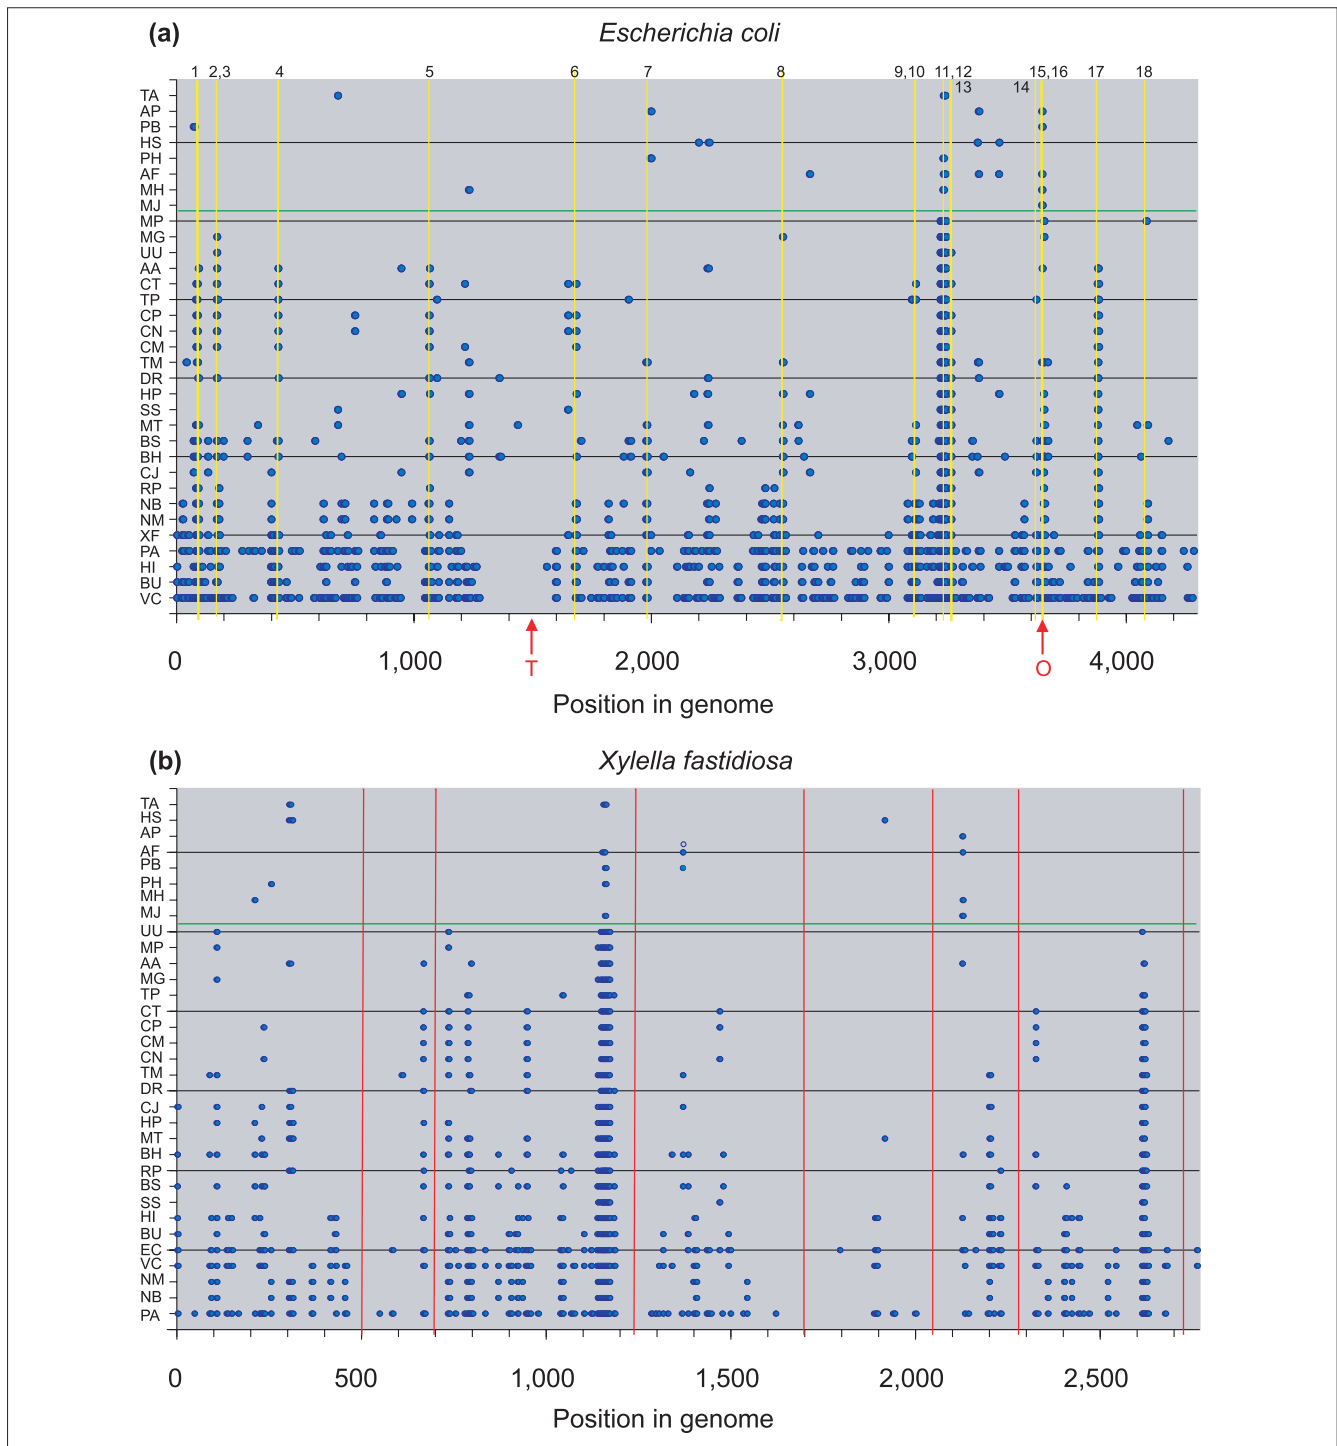 (a) Escherichia coli
1 2,3 4 5 6 7 8 9,10 11,12 15,16 17 18
13 14
TA
AP
PB
HS
PH
AF
MH
MJ
MP
MG
UU
AA
CT
TP
CP
CN
CM
TM
DR
HP
SS
MT
BS
BH
CJ
RP
NB
NM
XF
PA
HI
BU
VC
0 1,000 2,000 3,000 4,000
T O
Position in genome
(b) Xylella fastidiosa
TA
HS
AP
AF
PB
PH
MH
MJ
UU
MP
AA
MG
TP
CT
CP
CM
CN
TM
DR
CJ
HP
MT
BH
RP
BS
SS
HI
BU
EC
VC
NM
NB
PA
0 500 1,000 1,500 2,000 2,500
Position in genome